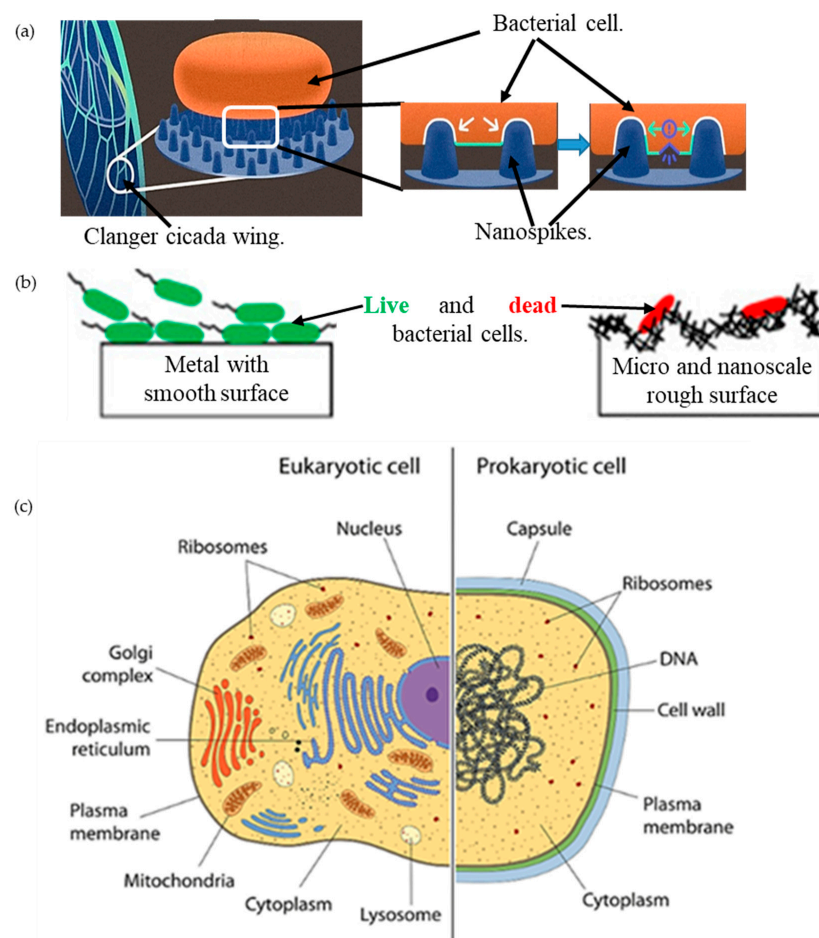 (a)
Bacterial cell.
Clanger cicada wing.
Nanospikes.
(b)
Live and dead
bacterial cells.
Metal with
smooth surface
Micro and nanoscale
rough surface
(c)
Eukaryotic cell
Prokaryotic cell
Ribosomes
Nucleus
Golgi
complex
Endoplasmic
reticulum
Plasma
membrane
Mitochondria
Cytoplasm
Lysosome
Capsule
Ribosomes
DNA
Cell wall
Plasma
membrane
Cytoplasm